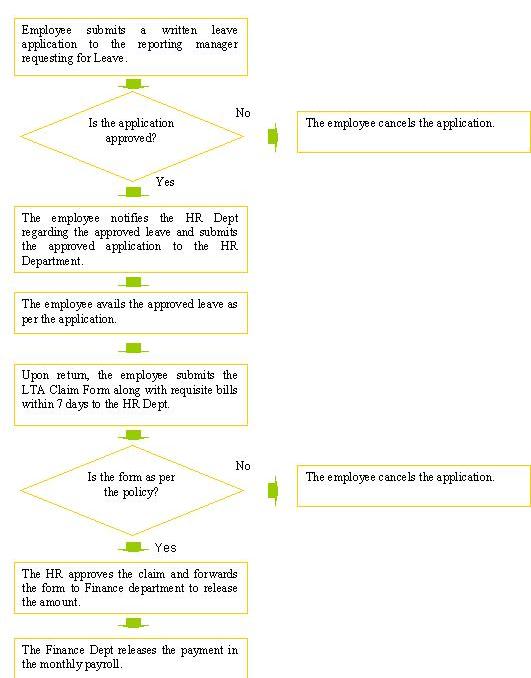 Employee submits a written leave
application to the reporting manager
requesting for Leave.
Is the application
approved?
No
The employee cancels the application.
Yes
The employee notifies the HR Dept
regarding the approved leave and submits
the approved application to the HR
Department.
The employee avails the approved leave as
per the application.
Upon return, the employee submits the
LTA Claim Form along with requisite bills
within 7 days to the HR Dept.
Is the form as per
the policy?
No
The employee cancels the application.
Yes
The HR approves the claim and forwards
the form to Finance department to release
the amount.
The Finance Dept releases the payment in
the monthly payroll.